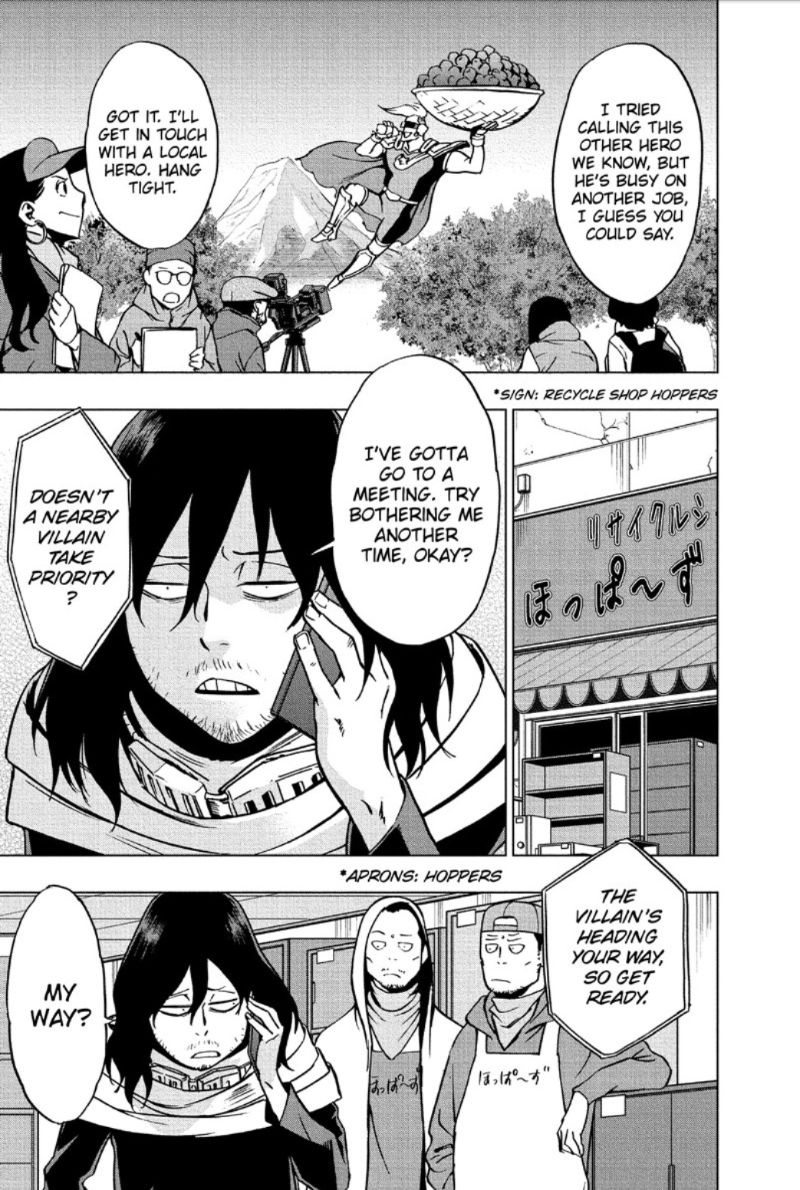 I TRIED
CALLING THIS
OTHER HERO
WE KNOW, BUT
HE'S BUSY ON
ANOTHER JOB,
I GUESS YOU
COULD SAY.
GOT IT. I'LL
GET IN TOUCH
WITH A LOCAL
HERO. HANG
TIGHT.
*SIGN: RECYCLE SHOP HOPPERS
リサイクルシ
ほっぱ～ず
I'VE GOTTA
GO TO A
MEETING. TRY
BOTHERING ME
ANOTHER
TIME, OKAY?
DOESN'T
A NEARBY
VILLAIN
TAKE
PRIORITY
?
*APRONS: HOPPERS
THE
VILLAIN'S
HEADING
YOUR WAY,
SO GET
READY.
ほっぱ～ず
ほっぱ～ず
MY
WAY?